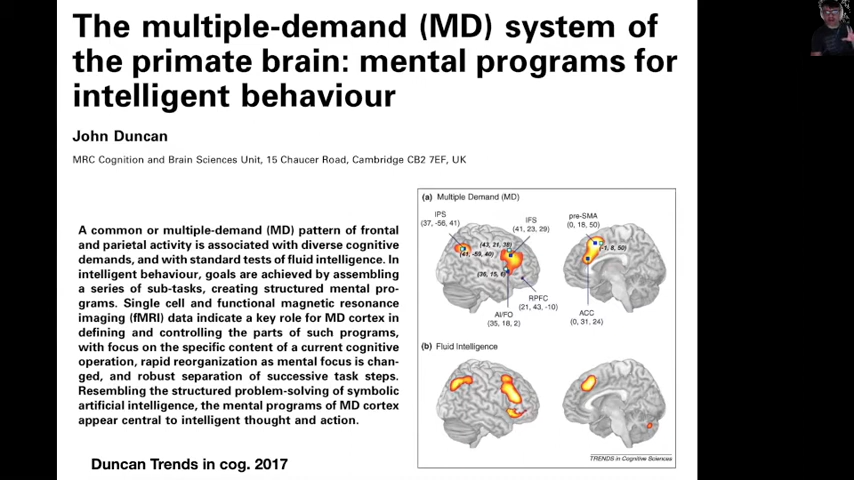 The multiple-demand (MD) system of
the primate brain: mental programs for
intelligent behaviour
John Duncan
MRC Cognition and Brain Sciences Unit, 15 Chaucer Road, Cambridge CB2 7EF, UK
A common or multiple-demand (MD) pattern of frontal
and parietal activity is associated with diverse cognitive
demands, and with standard tests of fluid intelligence. In
intelligent behaviour, goals are achieved by assembling
a series of sub-tasks, creating structured mental pro-
grams. Single cell and functional magnetic resonance
imaging (fMRI) data indicate a key role for MD cortex in
defining and controlling the parts of such programs,
with focus on the specific content of a current cognitive
operation, rapid reorganization as mental focus is chan-
ged, and robust separation of successive task steps.
Resembling the structured problem-solving of symbolic
artificial intelligence, the mental programs of MD cortex
appear central to intelligent thought and action.
Duncan Trends in cog. 2017
(a) Multiple Demand (MD)
IPS
(37, -56, 41)
IFS
(41, 23, 29)
pre-SMA
(0, 18, 50)
(43, 21, 38)
(41, -59, 40)
(36, 15, 6)
(-1, 8, 50)
AI/FO
(35, 18, 2)
RPFC
(21, 43, -10)
ACC
(0, 31, 24)
(b) Fluid Intelligence
TRENDS in Cognitive Sciences